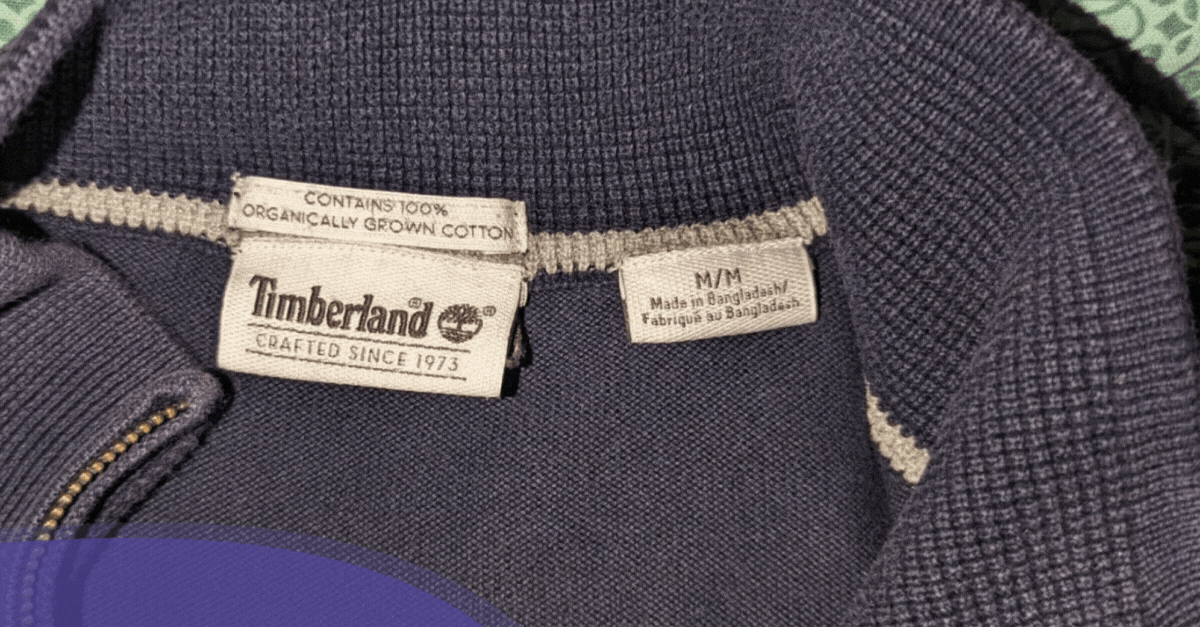 CONTAINS 100%
ORGANICALLY GROWN COTTON
Timberland® ®
CRAFTED SINCE 1973
M/M
Made in Bangladesh/
Fabriqué au Bangladesh